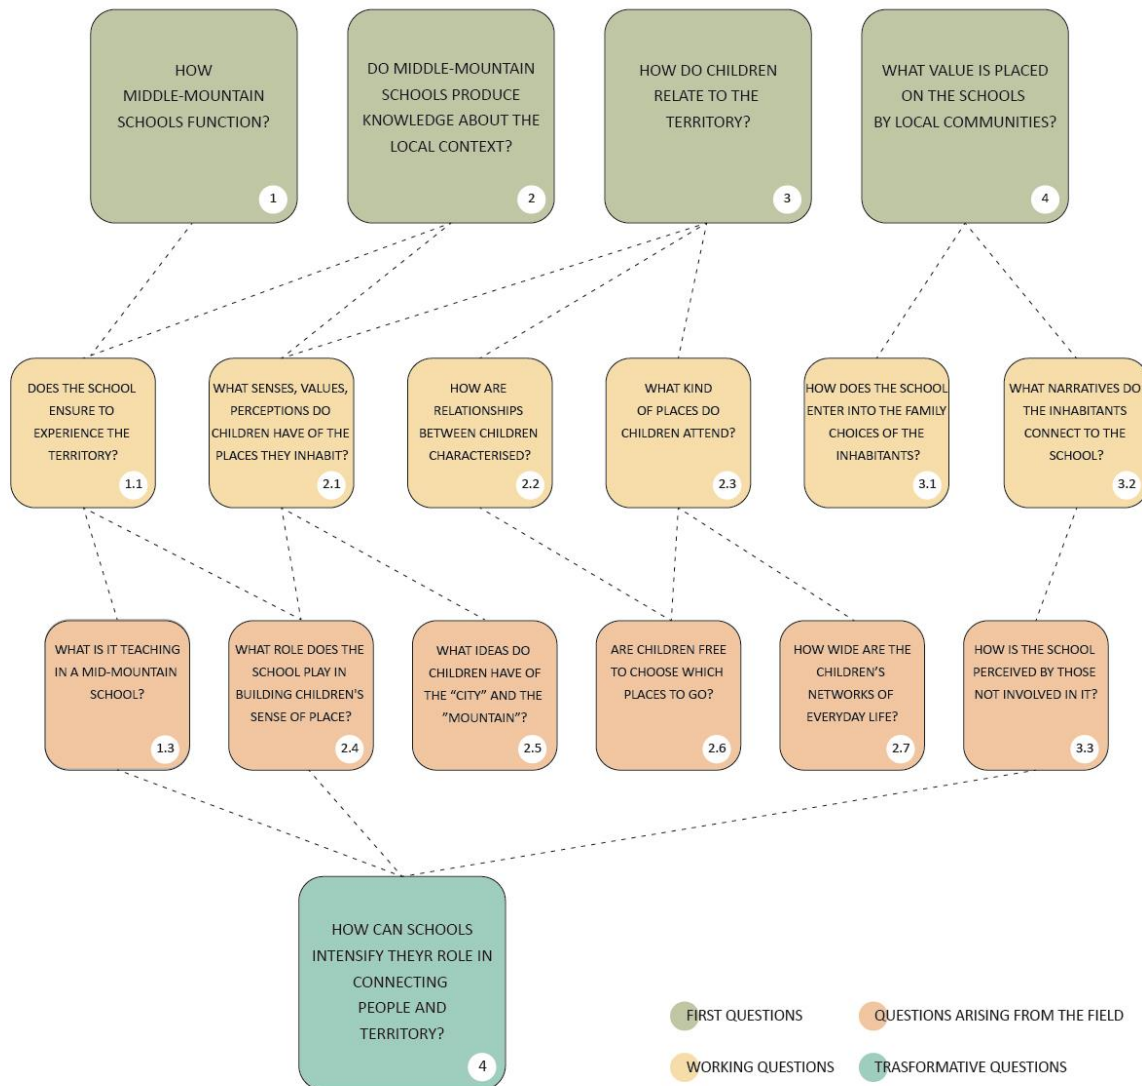 HOW
MIDDLE-MOUNTAIN
SCHOOLS FUNCTION?
1
DO MIDDLE-MOUNTAIN
SCHOOLS PRODUCE
KNOWLEDGE ABOUT THE
LOCAL CONTEXT?
2
HOW DO CHILDREN
RELATE TO THE
TERRITORY?
3
WHAT VALUE IS PLACED
ON THE SCHOOLS
BY LOCAL COMMUNITIES?
4
DOES THE SCHOOL
ENSURE TO
EXPERIENCE THE
TERRITORY?
1.1
WHAT SENSES, VALUES,
PERCEPTIONS DO
CHILDREN HAVE OF THE
PLACES THEY INHABIT?
2.1
HOW ARE
RELATIONSHIPS
BETWEEN CHILDREN
CHARACTERISED?
2.2
WHAT KIND
OF PLACES DO
CHILDREN ATTEND?
2.3
HOW DOES THE SCHOOL
ENTER INTO THE FAMILY
CHOICES OF THE
INHABITANTS?
3.1
WHAT NARRATIVES DO
THE INHABITANTS
CONNECT TO THE
SCHOOL?
3.2
WHAT IS IT TEACHING
IN A MID-MOUNTAIN
SCHOOL?
1.3
WHAT ROLE DOES THE
SCHOOL PLAY IN
BUILDING CHILDREN'S
SENSE OF PLACE?
2.4
WHAT IDEAS DO
CHILDREN HAVE OF
THE “CITY” AND THE
”MOUNTAIN”?
2.5
ARE CHILDREN FREE
TO CHOOSE WHICH
PLACES TO GO?
2.6
HOW WIDE ARE THE
CHILDREN’S
NETWORKS OF
EVERYDAY LIFE?
2.7
HOW IS THE SCHOOL
PERCEIVED BY THOSE
NOT INVOLVED IN IT?
3.3
HOW CAN SCHOOLS
INTENSIFY THEYR ROLE IN
CONNECTING
PEOPLE AND
TERRITORY?
4
FIRST QUESTIONS
QUESTIONS ARISING FROM THE FIELD
WORKING QUESTIONS
TRASFORMATIVE QUESTIONS